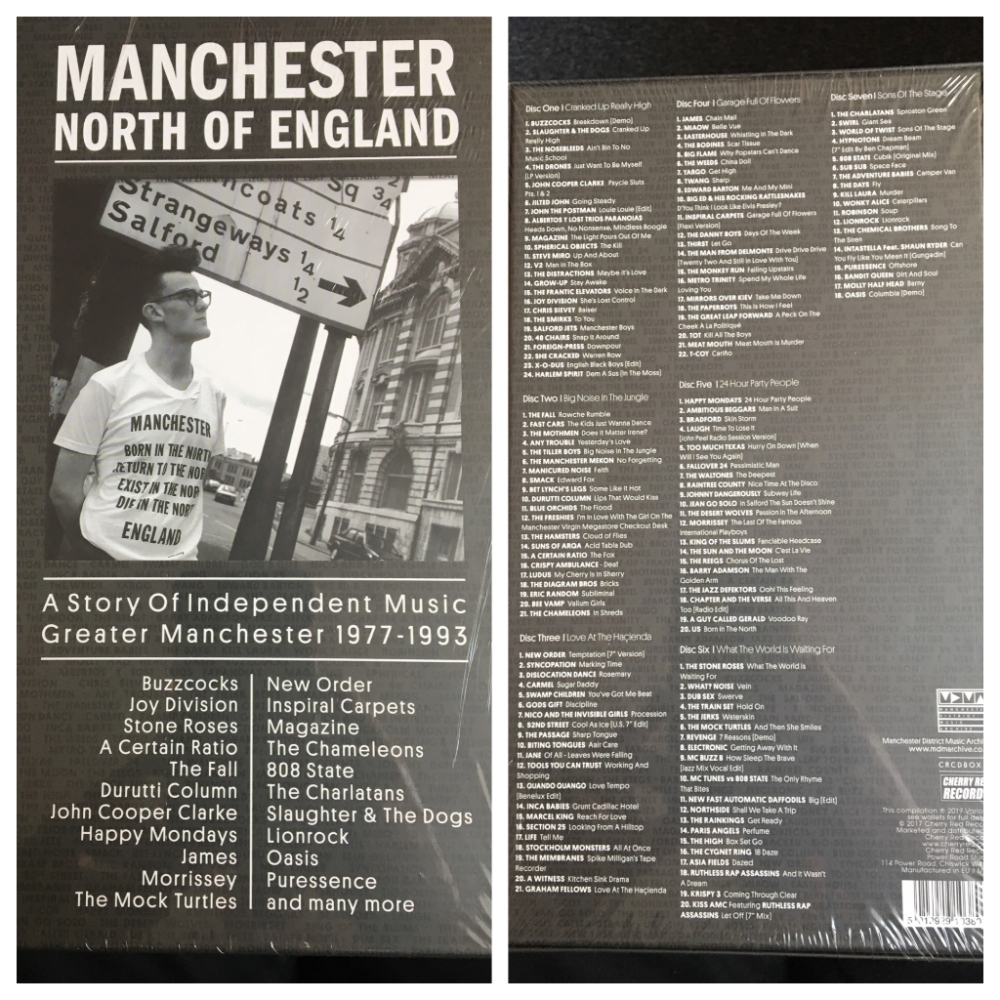 MANCHESTER
NORTH OF ENGLAND
ncoats 1/4
Sq 3/4
Strangeways 1/4
Salford 1/2
MANCHESTER
BORN IN THE NORTH
RETURN TO THE NOR
EXIST IN THE NOR
DIE IN THE NOR
ENGLAND
A Story Of Independent Music
Greater Manchester 1977-1993
Buzzcocks
Joy Division
Stone Roses
A Certain Ratio
The Fall
Durutti Column
John Cooper Clarke
Happy Mondays
James
Morrissey
The Mock Turtles
New Order
Inspiral Carpets
Magazine
The Chameleons
808 State
The Charlatans
Slaughter & The Dogs
Lionrock
Oasis
Puressence
and many more
Disc One | Cranked Up Really High
1. BUZZCOCKS Breakdown [Demo]
2. SLAUGHTER & THE DOGS Cranked Up
Really High
3. THE NOSEBLEEDS Ain't Bin To No
Music School
4. THE DRONES Just Want To Be Myself
[LP Version]
5. JOHN COOPER CLARKE Psycle Sluts
Pts. 1 & 2
6. JILTED JOHN Going Steady
7. JOHN THE POSTMAN Louie Louie [Edit]
8. ALBERTOS Y LOST TRIOS PARANOIAS
Heads Down, No Nonsense, Mindless Boogie
9. MAGAZINE The Light Pours Out Of Me
10. SPHERICAL OBJECTS The Kill
11. STEVE MIRO Up And About
12. V2 Man In The Box
13. THE DISTRACTIONS Maybe It's Love
14. GROW-UP Stay Awake
15. THE FRANTIC ELEVATORS Voice In The Dark
16. JOY DIVISION She's Lost Control
17. CHRIS SIEVEY Baiser
18. THE SMIRKS To You
19. SALFORD JETS Manchester Boys
20. 48 CHAIRS Snap It Around
21. FOREIGN-PRESS Downpour
22. SHE CRACKED Warren Row
23. X-O-DUS English Black Boys [Edit]
24. HARLEM SPIRIT Dem A Sus (In The Moss)
Disc Two | Big Noise In The Jungle
1. THE FALL Rowche Rumble
2. FAST CARS The Kids Just Wanna Dance
3. THE MOTHMEN Does It Matter Irene?
4. ANY TROUBLE Yesterday's Love
5. THE TILLER BOYS Big Noise In The Jungle
6. THE MANCHESTER MEKON No Forgetting
7. MANICURED NOISE Faith
8. SMACK Edward Fox
9. BET LYNCH'S LEGS Some Like It Hot
10. DURUTTI COLUMN Lips That Would Kiss
11. BLUE ORCHIDS The Flood
12. THE FRESHIES I'm In Love With The Girl On The
Manchester Virgin Megastore Checkout Desk
13. THE HAMSTERS Cloud of Flies
14. SUNS OF ARQA Acid Tabla Dub
15. A CERTAIN RATIO The Fox
16. CRISPY AMBULANCE - Deaf
17. LUDUS My Cherry Is In Sherry
18. THE DIAGRAM BROS Bricks
19. ERIC RANDOM Subliminal
20. BEE VAMP Valium Girls
21. THE CHAMELEONS In Shreds
Disc Three | Love At The Haçienda
1. NEW ORDER Temptation [7" Version]
2. SYNCOPATION Marking Time
3. DISLOCATION DANCE Rosemary
4. CARMEL Sugar Daddy
5. SWAMP CHILDREN You've Got Me Beat
6. GODS GIFT Discipline
7. NICO AND THE INVISIBLE GIRLS Procession
8. 52ND STREET Cool As Ice [U.S. 7" Edit]
9. THE PASSAGE Sharp Tongue
10. BITING TONGUES Aair Care
11. JANE Of All - Leaves Were Falling
12. TOOLS YOU CAN TRUST Working And
Shopping
13. QUANDO QUANGO Love Tempo
[Benelux Edit]
14. INCA BABIES Grunt Cadillac Hotel
15. MARCEL KING Reach For Love
16. SECTION 25 Looking From A Hilltop
17. LIFE Tell Me
18. STOCKHOLM MONSTERS All At Once
19. THE MEMBRANES Spike Milligan's Tape
Recorder
20. A WITNESS Kitchen Sink Drama
21. GRAHAM FELLOWS Love At The Haçienda
Disc Four | Garage Full Of Flowers
1. JAMES Chain Mail
2. MIAOW Belle Vue
3. EASTERHOUSE Whistling In The Dark
4. THE BODINES Scar Tissue
5. BIG FLAME Why Popstars Can't Dance
6. THE WEEDS China Doll
7. YARGO Get High
8. TWANG Sharp
9. EDWARD BARTON Me And My Mini
10. BIG ED & HIS ROCKING RATTLESNAKES
D'You Think I Look Like Elvis Presley?
11. INSPIRAL CARPETS Garage Full Of Flowers
[Flexi Version]
12. THE DANNY BOYS Days Of The Week
13. THIRST Let Go
14. THE MAN FROM DELMONTE Drive Drive Drive
[Twenty Two And Still In Love With You]
15. THE MONKEY RUN Falling Upstairs
16. METRO TRINITY Spend My Whole Life
Loving You
17. MIRRORS OVER KIEV Take Me Down
18. THE PAPERBOYS This Is How I Feel
19. THE GREAT LEAP FORWARD A Peck On The
Cheek A La Politique
20. TOT Kill All The Boys
21. MEAT MOUTH Meat Mouth Is Murder
22. T-COY Cariño
Disc Five | 24 Hour Party People
1. HAPPY MONDAYS 24 Hour Party People
2. AMBITIOUS BEGGARS Man In A Suit
3. BRADFORD Skin Storm
4. LAUGH Time To Lose It
[John Peel Radio Session Version]
5. TOO MUCH TEXAS Hurry On Down [When
Will I See You Again]
6. FALLOVER 24 Pessimistic Man
7. THE WALTONES The Deepest
8. RAINTREE COUNTY Nice Time At The Disco
9. JOHNNY DANGEROUSLY Subway Life
10. JEAN GO SOLO In Salford The Sun Doesn't Shine
11. THE DESERT WOLVES Passion In The Afternoon
12. MORRISSEY The Last Of The Famous
International Playboys
13. KING OF THE SLUMS Fanciable Headcase
14. THE SUN AND THE MOON C'est La Vie
15. THE REEGS Chorus Of The Lost
16. BARRY ADAMSON The Man With The
Golden Arm
17. THE JAZZ DEFEKTORS Ooh! This Feeling
18. CHAPTER AND THE VERSE All This And Heaven
Too [Radio Edit]
19. A GUY CALLED GERALD Voodoo Ray
20. US Born In The North
Disc Six | What The World Is Waiting For
1. THE STONE ROSES What The World Is
Waiting For
2. WHAT? NOISE Vein
3. DUB SEX Swerve
4. THE TRAIN SET Hold On
5. THE JERKS Waterskin
6. THE MOCK TURTLES And Then She Smiles
7. REVENGE 7 Reasons [Demo]
8. ELECTRONIC Getting Away With It
9. MC BUZZ B How Sleep The Brave
[Jazz Mix Vocal Edit]
10. MC TUNES vs 808 STATE The Only Rhyme
That Bites
11. NEW FAST AUTOMATIC DAFFODILS Big [Edit]
12. NORTHSIDE Shall We Take A Trip
13. THE RAINKINGS Get Ready
14. PARIS ANGELS Perfume
15. THE HIGH Box Set Go
16. THE CYGNET RING 18 Daze
17. ASIA FIELDS Dazed
18. RUTHLESS RAP ASSASSINS And It Wasn't
A Dream
19. KRISPY 3 Coming Through Clear
20. KISS AMC Featuring RUTHLESS RAP
ASSASSINS Let Off [7" Mix]
Disc Seven | Sons Of The Stage
1. THE CHARLATANS Sproston Green
2. SWIRL Giant Sea
3. WORLD OF TWIST Sons Of The Stage
[7" Edit By Ben Chapman]
4. HYPNOTONE Dream Beam
5. 808 STATE Cubik [Original Mix]
6. SUB SUB Space Face
7. THE ADVENTURE BABIES Camper Van
8. THE DAYS Fly
9. KILL LAURA Murder
10. WONKY ALICE Caterpillars
11. ROBINSON Soup
12. LIONROCK Lionrock
13. THE CHEMICAL BROTHERS Song To
The Siren
14. INTASTELLA Feat. SHAUN RYDER Can
You Fly Like You Mean It [Gungadin]
15. PURESSENCE Offshore
16. BANDIT QUEEN Dirt And Soul
17. MOLLY HALF HEAD Barny
18. OASIS Columbia [Demo]
Manchester District Music Archi
www.mdmarchive.co
CRCDBOX
CHERRY RE
RECORD
This compilation
see wallets for full de
© 2017 Cherry Red Rec
Marketed and distribute
Cherry Red Reco
www.cherryred
Cherry Red Rec
Power Road Stu
114 Power Road, Chiswick W4
Manufactured in EU